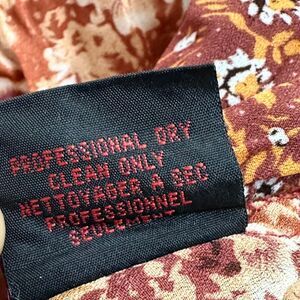 PROFESSIONAL DRY
CLEAN ONLY
NETTOYAGER A SEC
PROFESSIONNEL
SEULEMENT